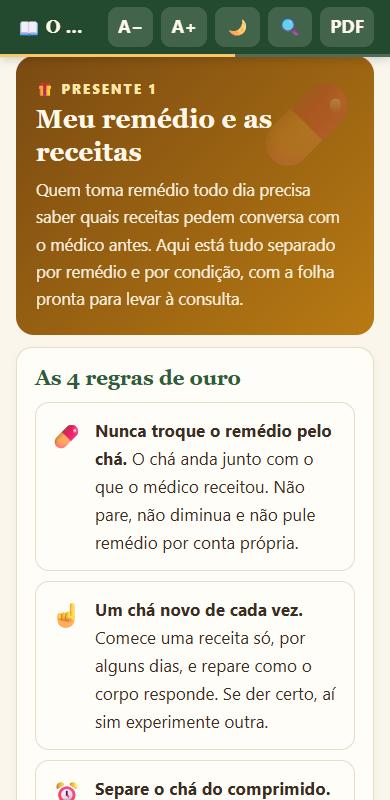 O ...
A−
A+
PDF
PRESENTE 1
Meu remédio e as
receitas
Quem toma remédio todo dia precisa
saber quais receitas pedem conversa com
o médico antes. Aqui está tudo separado
por remédio e por condição, com a folha
pronta para levar à consulta.
As 4 regras de ouro
Nunca troque o remédio pelo
chá. O chá anda junto com o
que o médico receitou. Não
pare, não diminua e não pule
remédio por conta própria.
Um chá novo de cada vez.
Comece uma receita só, por
alguns dias, e repare como o
corpo responde. Se der certo, aí
sim experimente outra.
Separe o chá do comprimido.